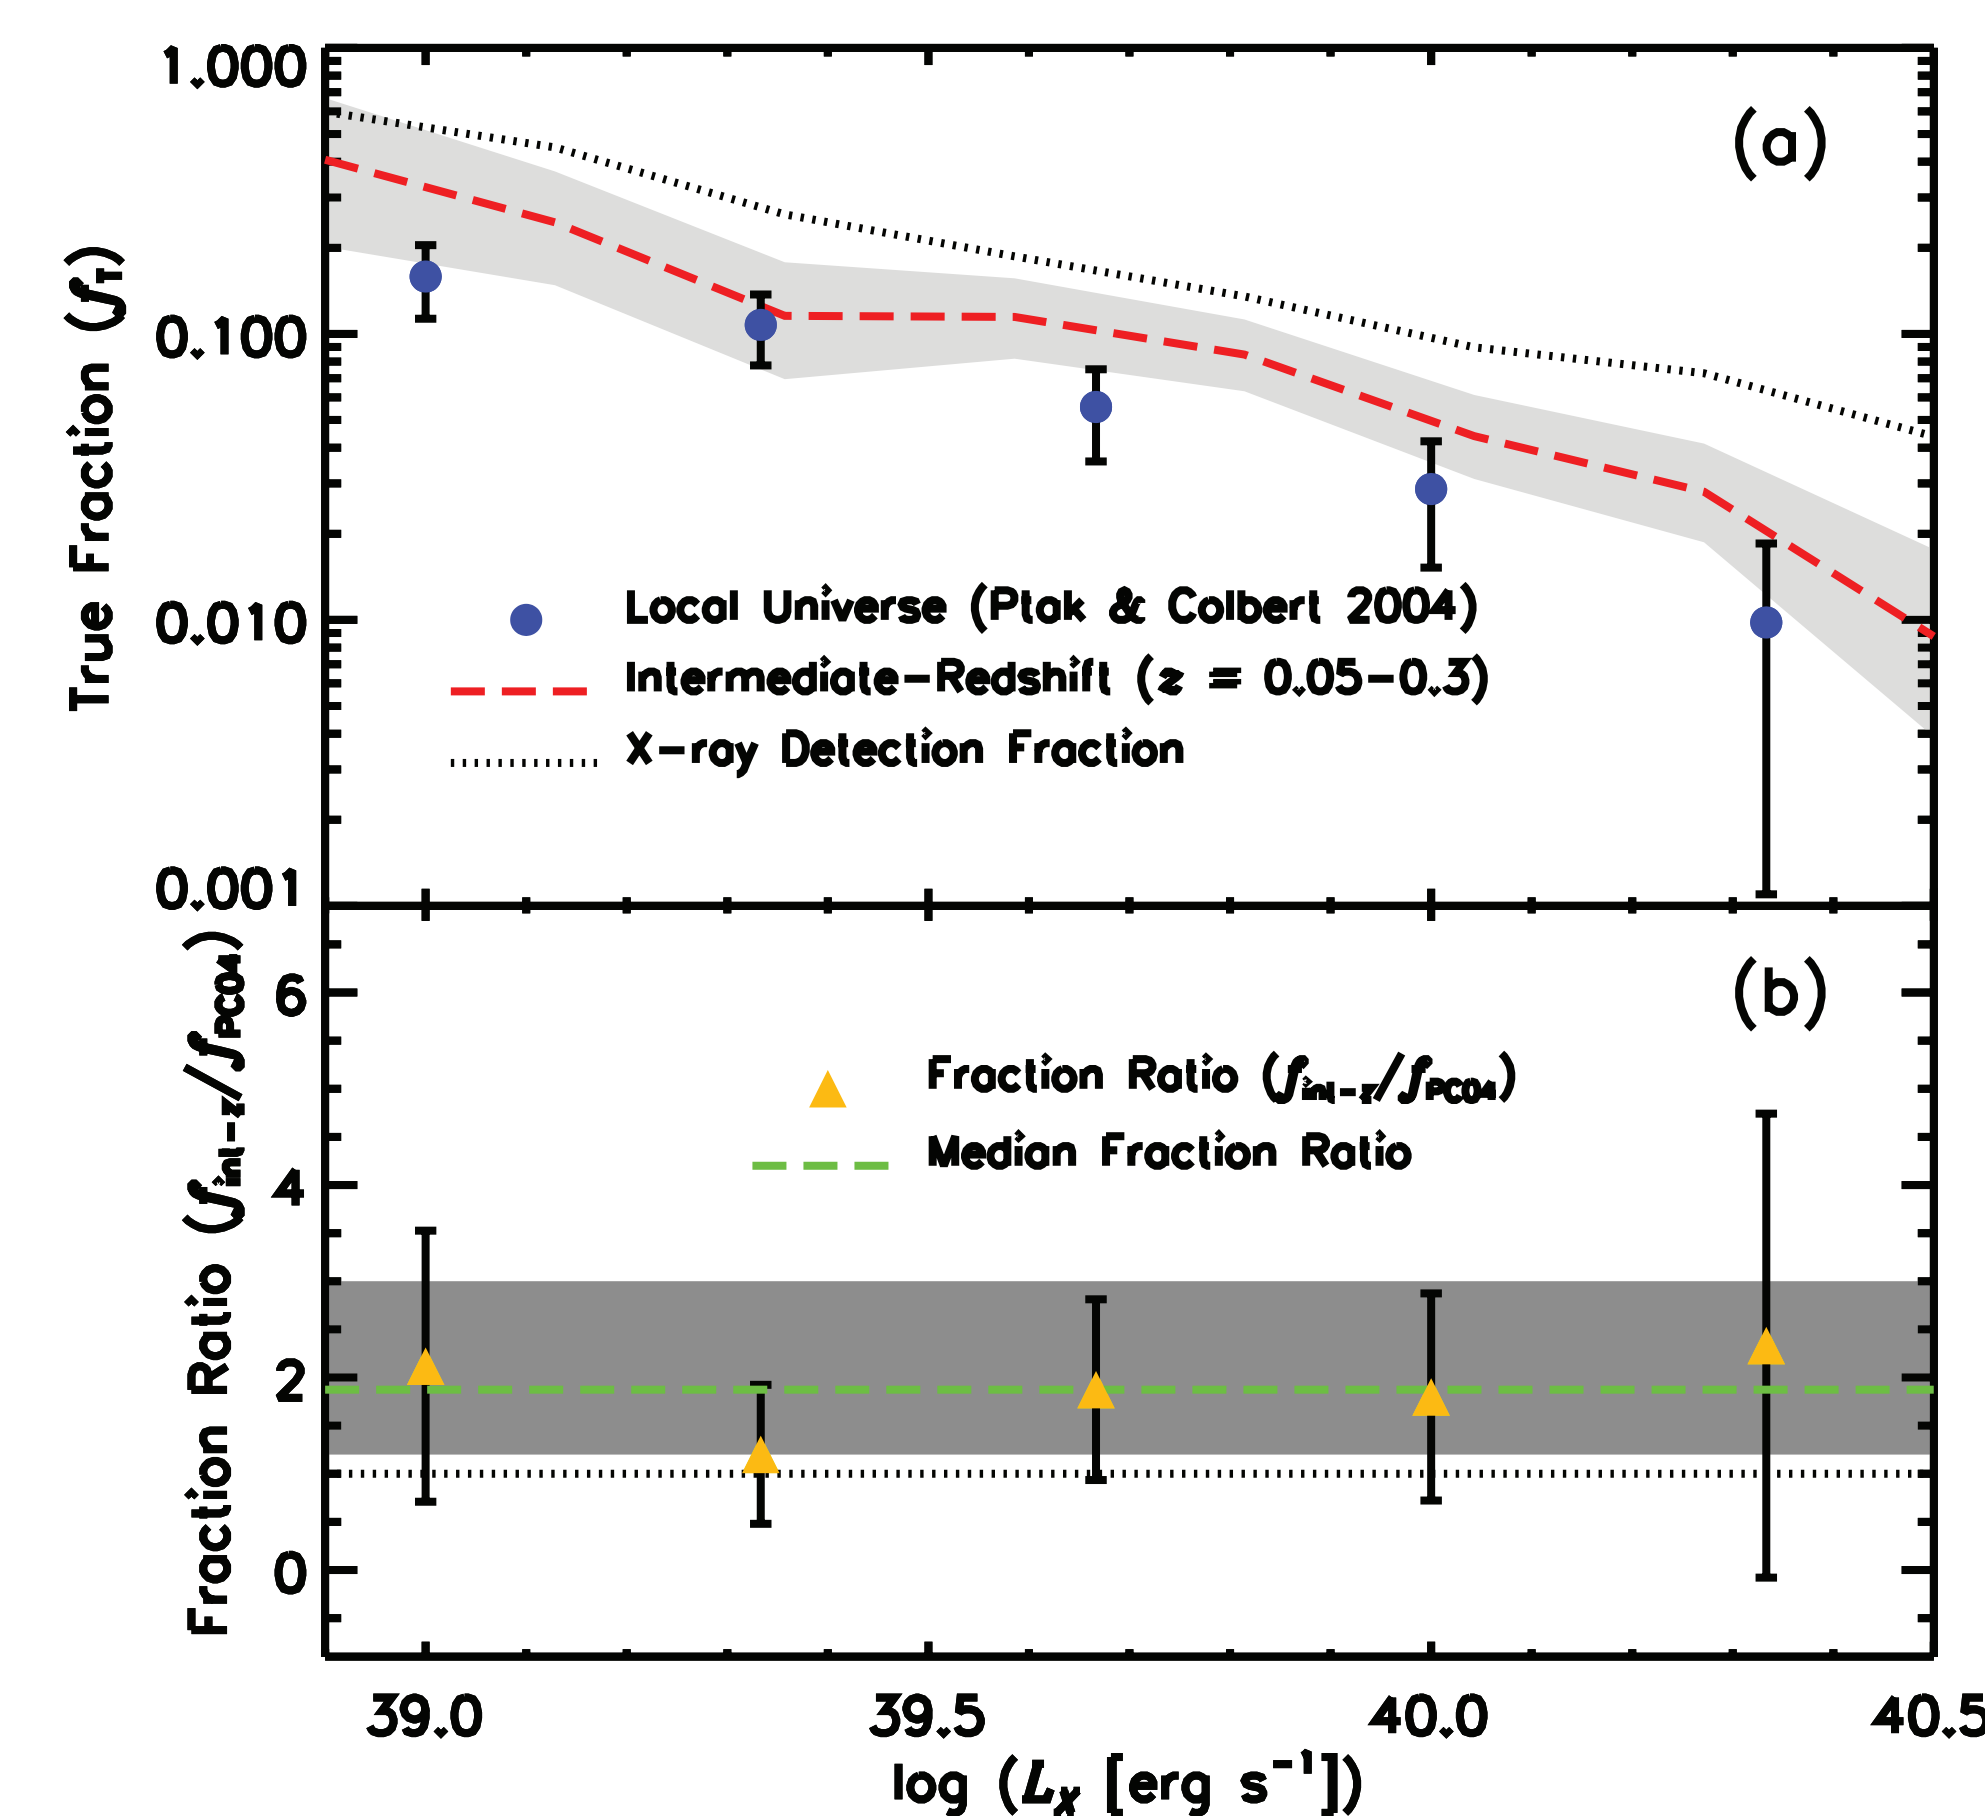 1.000
0.100
0.010
0.001
True Fraction (fT)
(a)
Local Universe (Ptak & Colbert 2004)
Intermediate-Redshift (z = 0.05-0.3)
X-ray Detection Fraction
6
4
2
0
Fraction Ratio (fint-z/fPC04)
(b)
Fraction Ratio (fint-z/fPC04)
Median Fraction Ratio
39.0
39.5
40.0
40.5
log (LX [erg s-1])